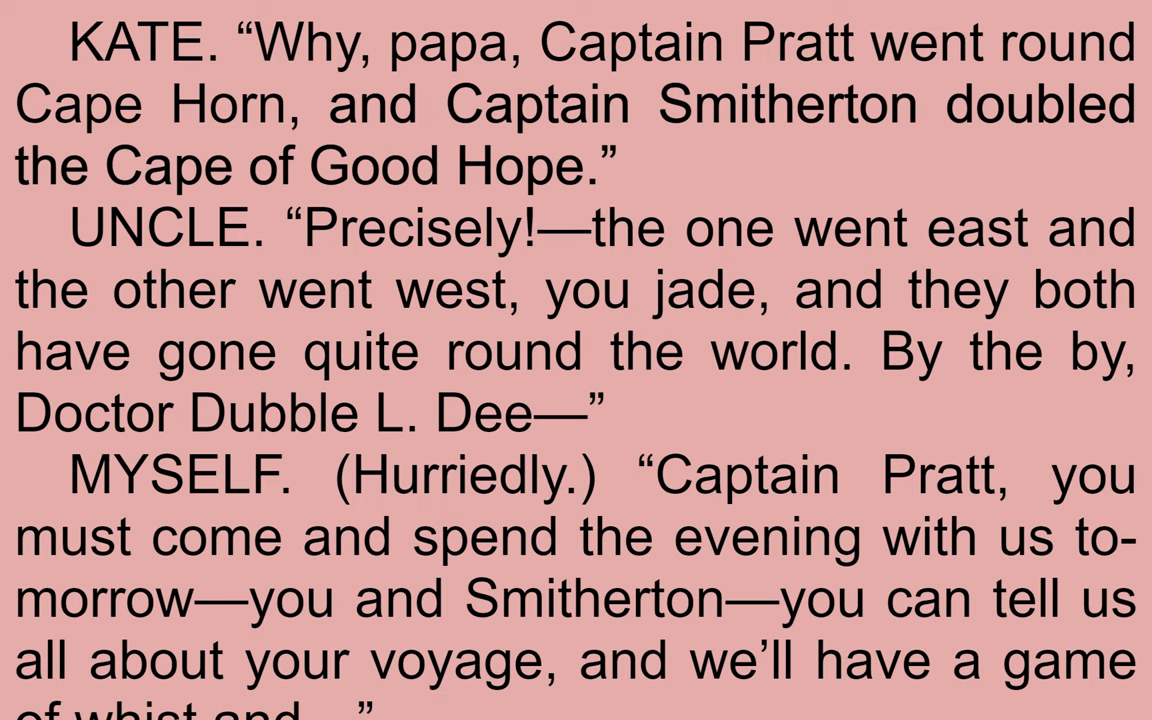 KATE. “Why, papa, Captain Pratt went round
Cape Horn, and Captain Smitherton doubled
the Cape of Good Hope.”
UNCLE. “Precisely!—the one went east and
the other went west, you jade, and they both
have gone quite round the world. By the by,
Doctor Dubble L. Dee—”
MYSELF. (Hurriedly.) “Captain Pratt, you
must come and spend the evening with us to-
morrow—you and Smitherton—you can tell us
all about your voyage, and we’ll have a game
of whist and—”